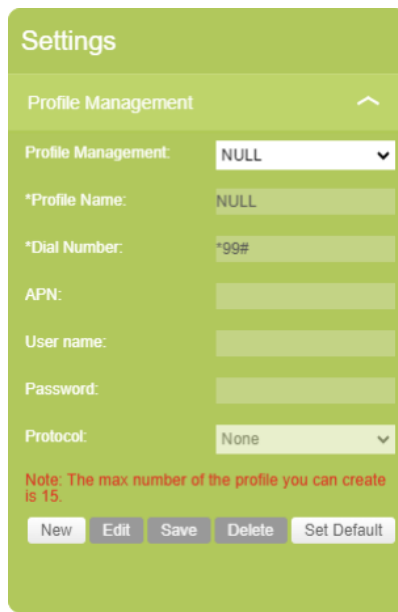 Settings
Profile Management
Profile Management: NULL
*Profile Name: NULL
*Dial Number: *99#
APN:
User name:
Password:
Protocol: None
Note: The max number of the profile you can create
is 15.
New Edit Save Delete Set Default